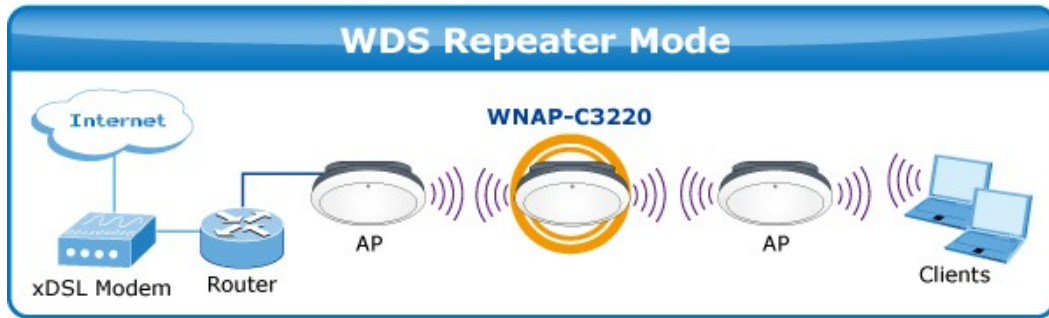 WDS Repeater Mode
Internet
WNAP-C3220
AP
AP
xDSL Modem
Router
Clients